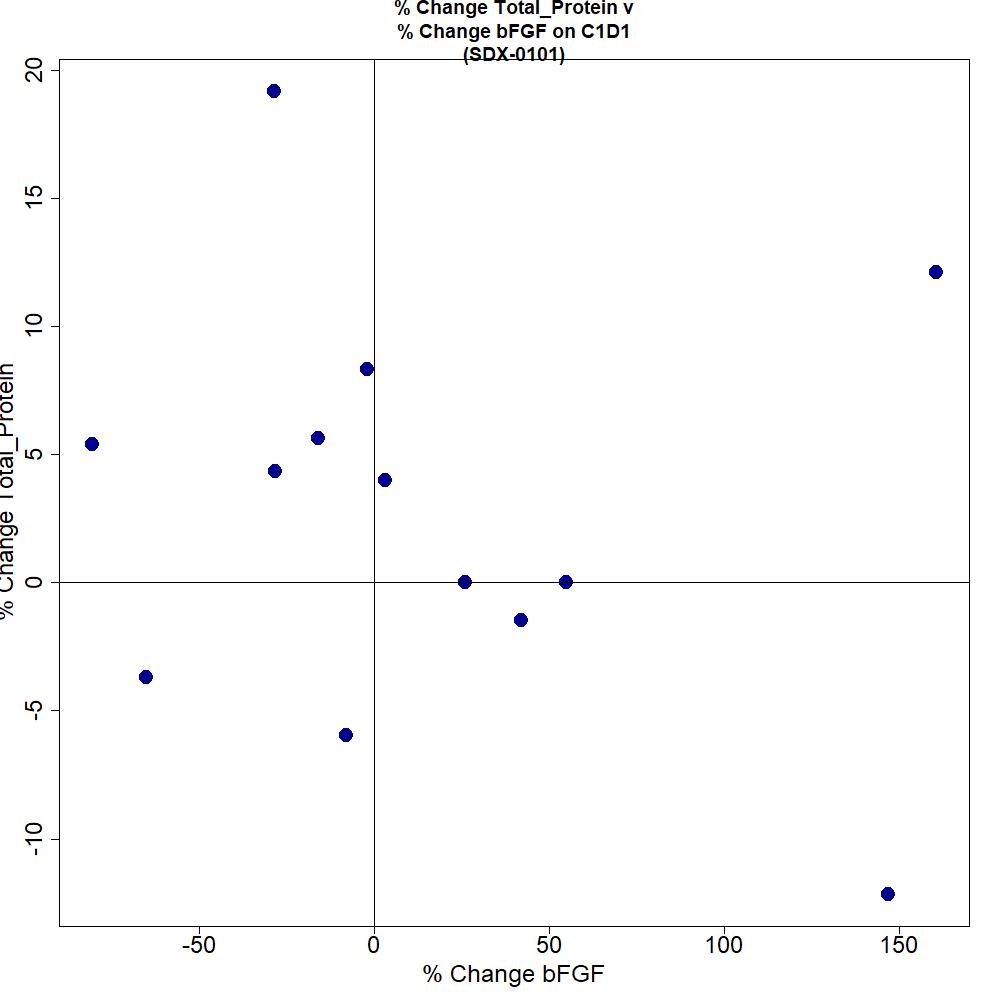 % Change Total_Protein v
% Change bFGF on C1D1
(SDX-0101)
20
15
10
5
0
-5
-10
% Change Total_Protein
-50
0
50
100
150
% Change bFGF